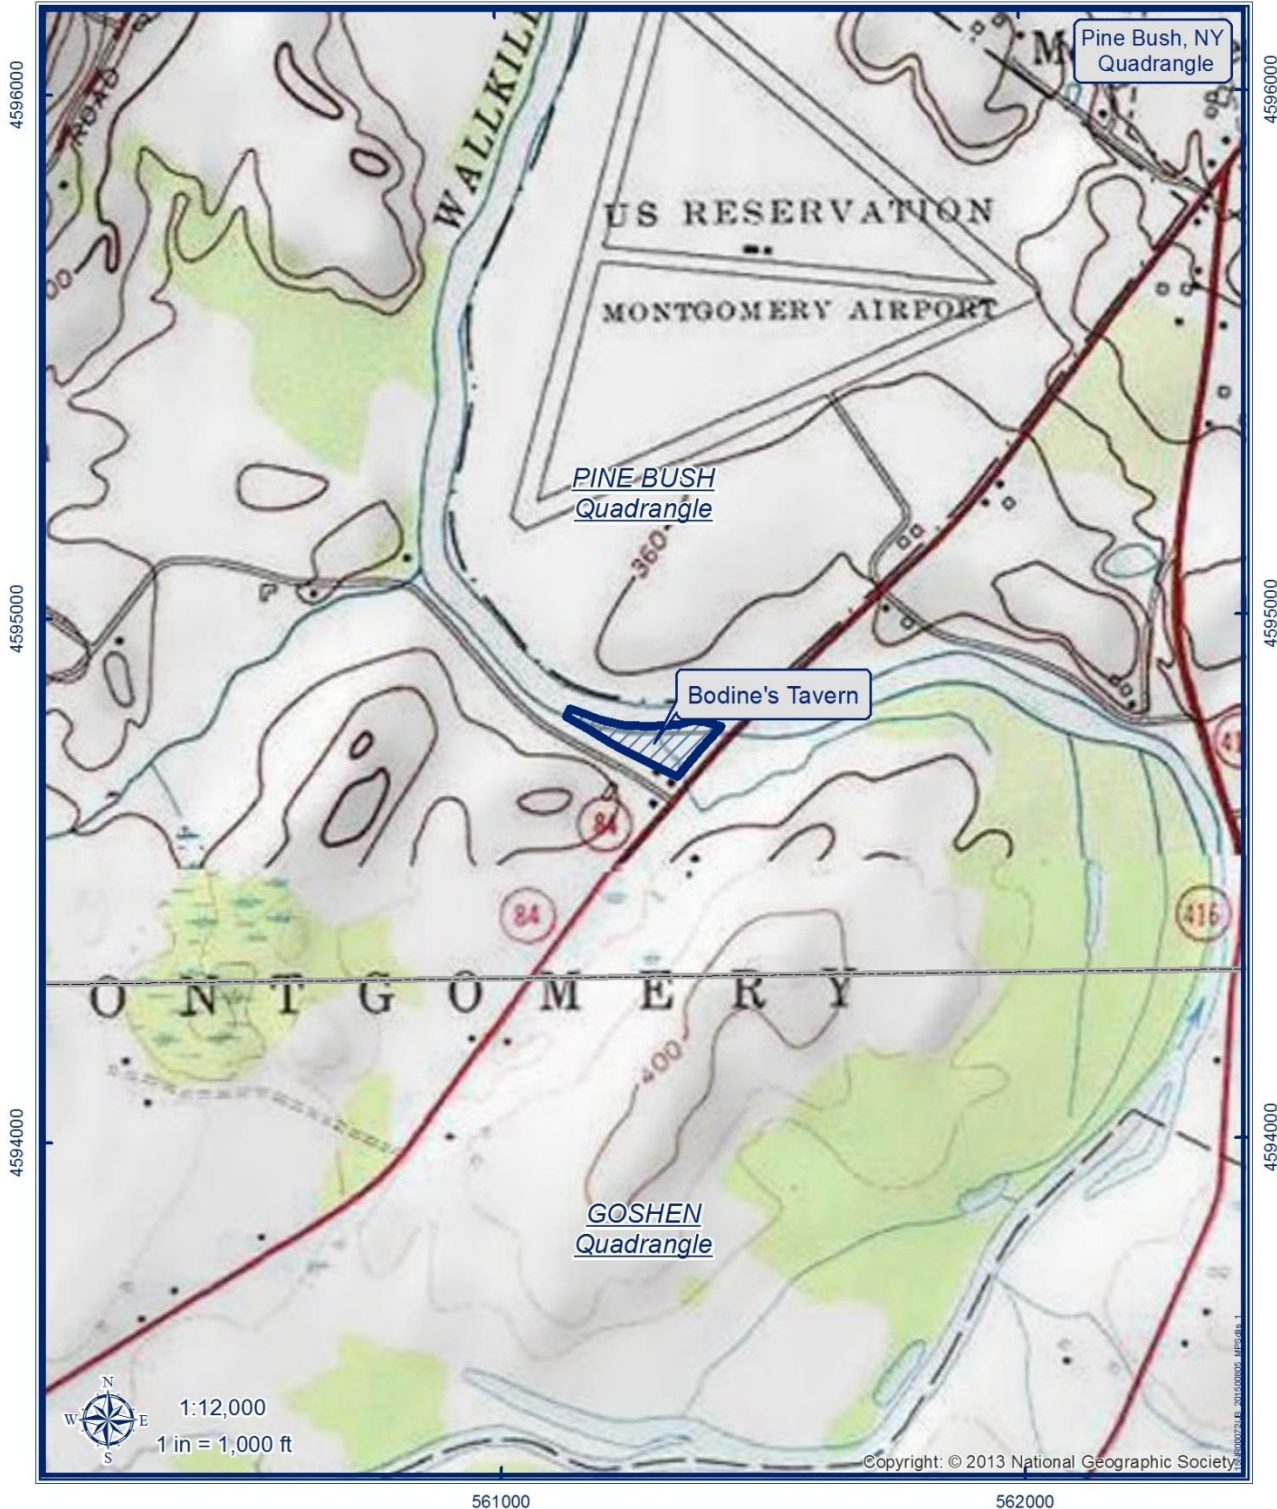 Pine Bush, NY
Quadrangle
4596000
4596000
ROAD
WALLKILL
US RESERVATION
MONTGOMERY AIRPORT
PINE BUSH
Quadrangle
360
4595000
4595000
Bodine's Tavern
84
84
416
ONTGOMERY
400
4594000
4594000
GOSHEN
Quadrangle
N
W
E
S
1:12,000
1 in = 1,000 ft
Copyright: © 2013 National Geographic Society
561000
562000